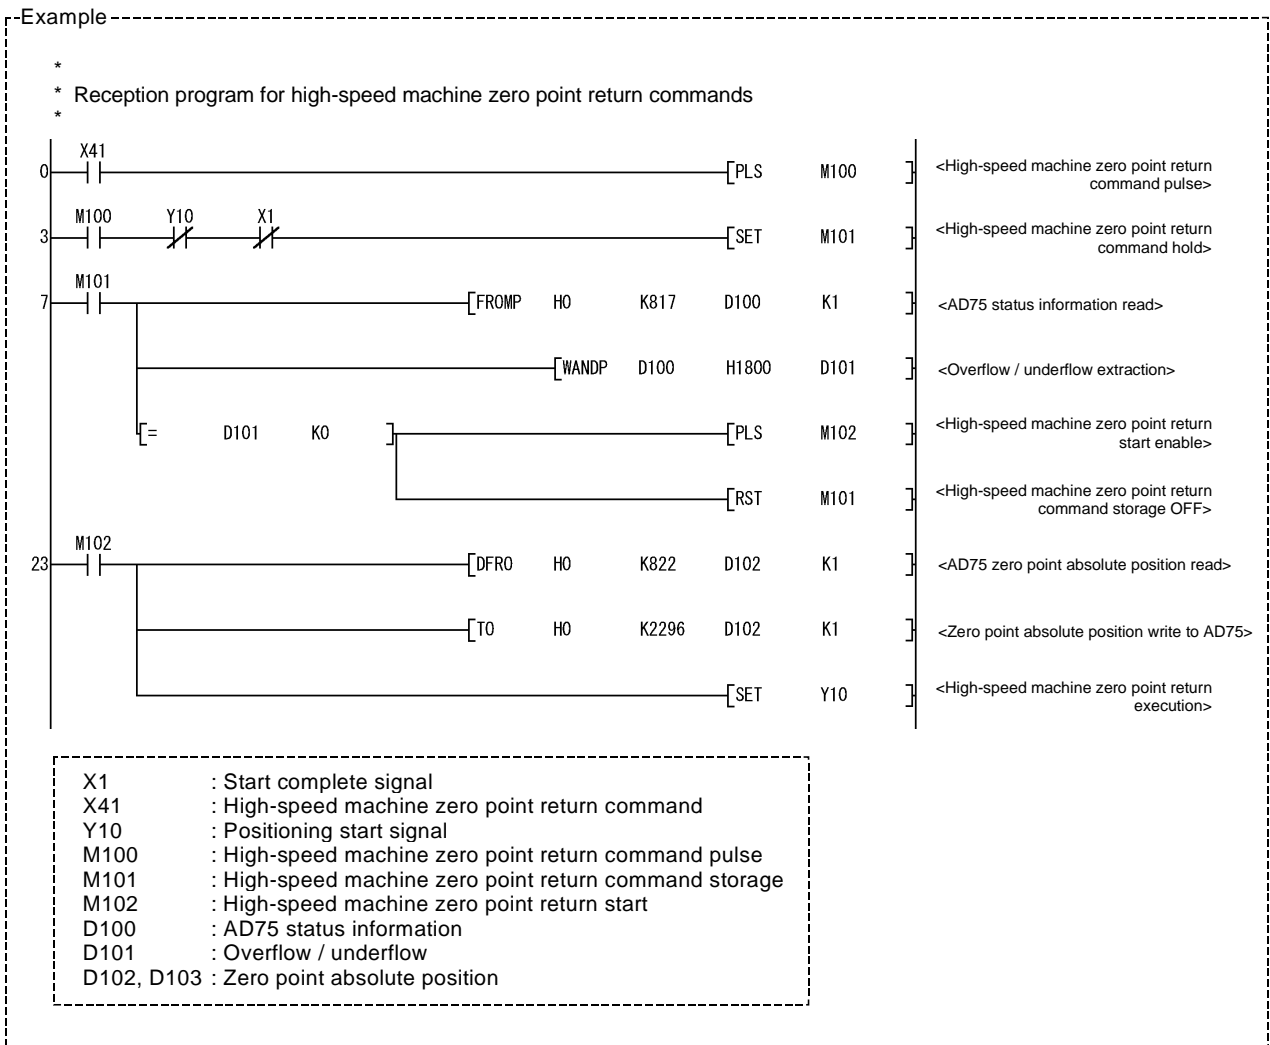 Example
*
* Reception program for high-speed machine zero point return commands
*
X41
0 [PLS M100 ] <High-speed machine zero point return
command pulse>
M100 Y10 X1
3 [SET M101 ] <High-speed machine zero point return
command hold>
M101
7 [FROMP H0 K817 D100 K1 ] <AD75 status information read>
[WANDP D100 H1800 D101 ] <Overflow / underflow extraction>
[= D101 K0 ] [PLS M102 ] <High-speed machine zero point return
start enable>
[RST M101 ] <High-speed machine zero point return
command storage OFF>
M102
23 [DFRO H0 K822 D102 K1 ] <AD75 zero point absolute position read>
[TO H0 K2296 D102 K1 ] <Zero point absolute position write to AD75>
[SET Y10 ] <High-speed machine zero point return
execution>
X1 : Start complete signal
X41 : High-speed machine zero point return command
Y10 : Positioning start signal
M100 : High-speed machine zero point return command pulse
M101 : High-speed machine zero point return command storage
M102 : High-speed machine zero point return start
D100 : AD75 status information
D101 : Overflow / underflow
D102, D103 : Zero point absolute position